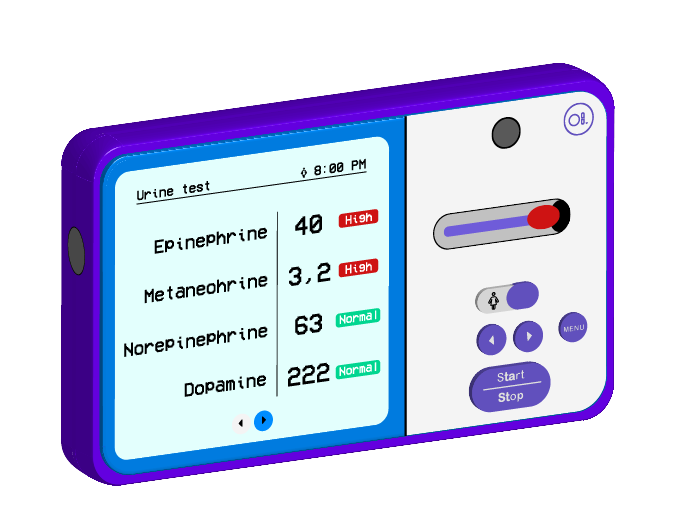 Urine test 8:00 PM
Epinephrine 40 High
Metaneohrine 3,2 High
Norepinephrine 63 Normal
Dopamine 222 Normal
MENU
Start
Stop